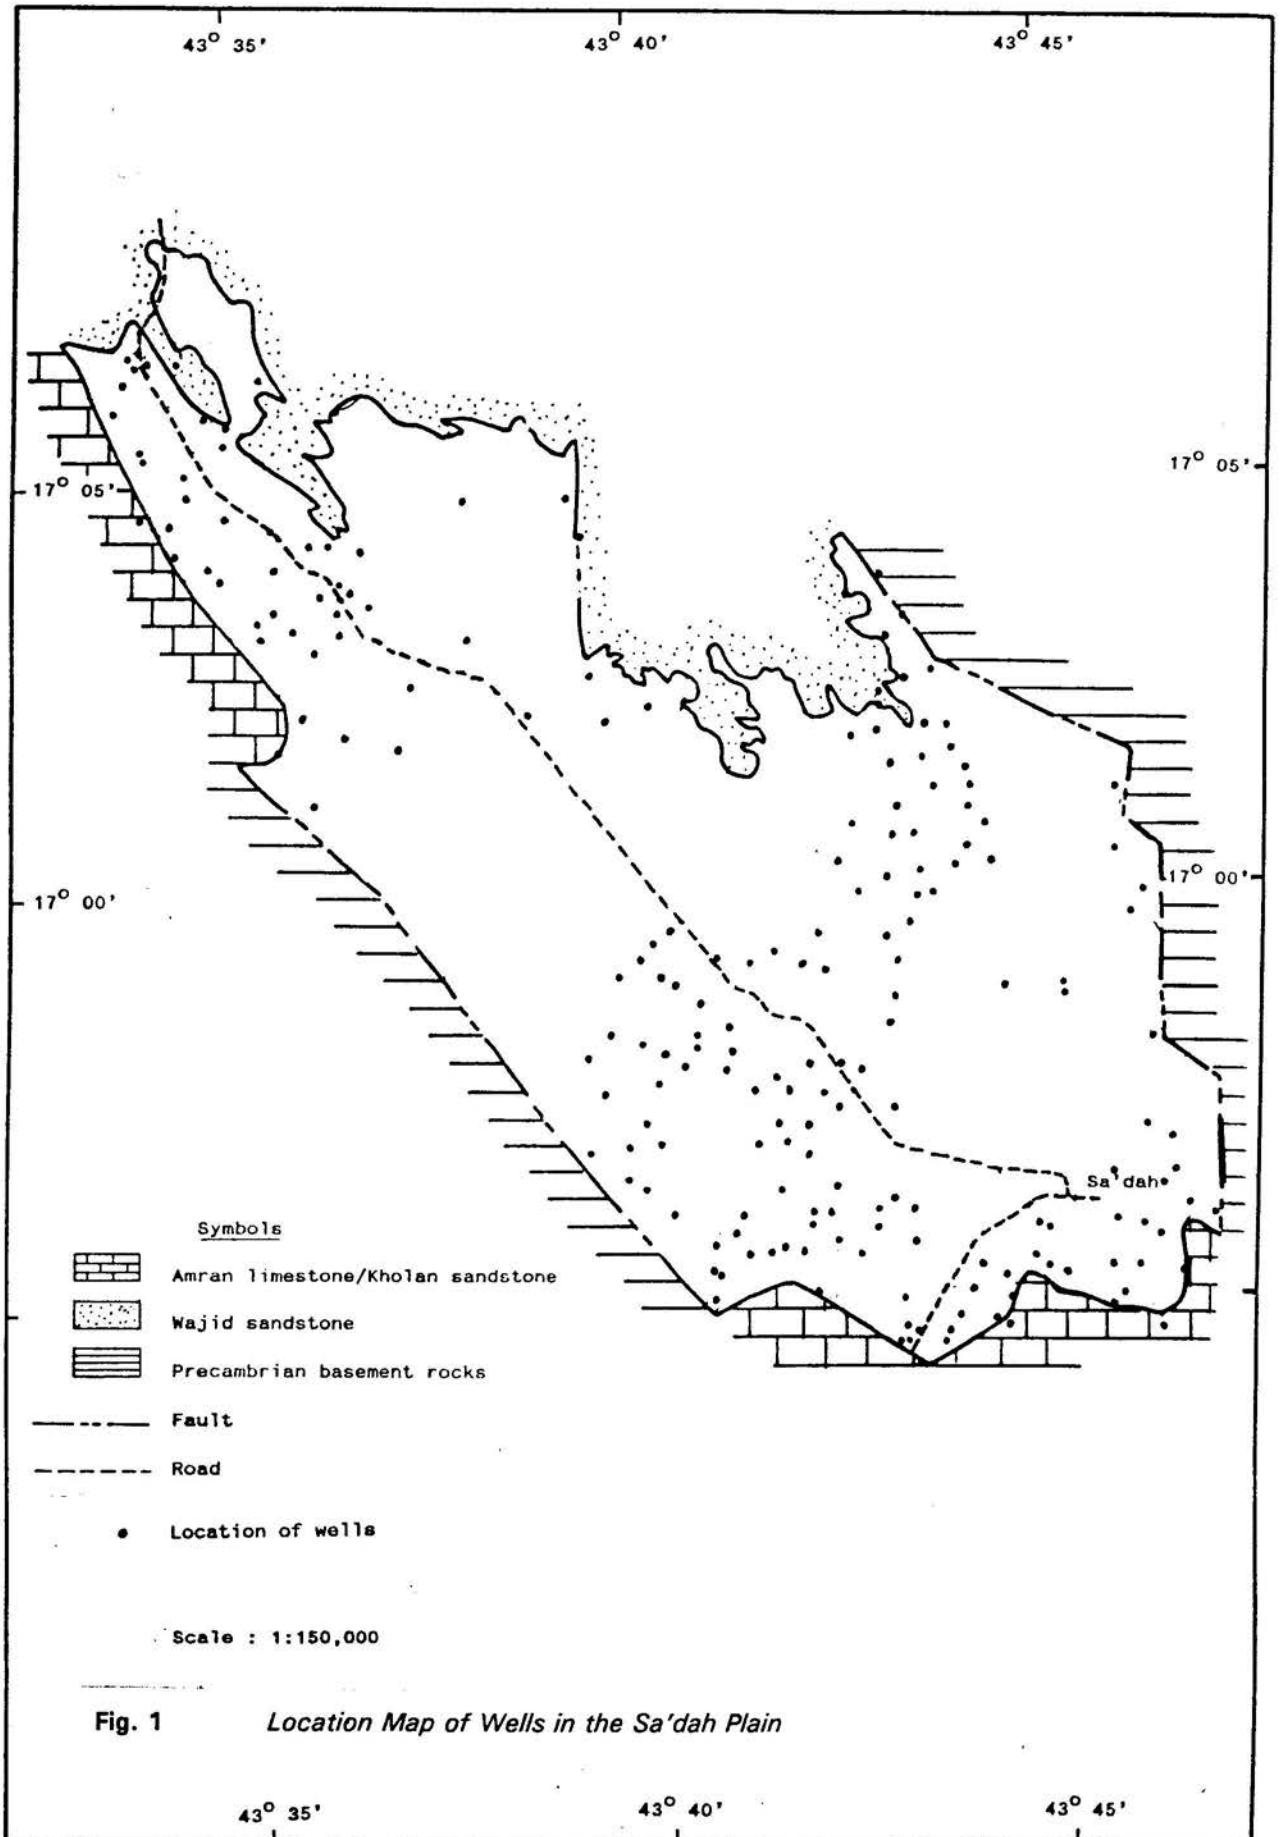 43° 35'
43° 40'
43° 45'
17° 05'
17° 05'
17° 00'
17° 00'
Sa'dah
Symbols
Amran limestone/Kholan sandstone
Wajid sandstone
Precambrian basement rocks
Fault
Road
Location of wells
Scale : 1:150,000
Fig. 1 Location Map of Wells in the Sa'dah Plain
43° 35'
43° 40'
43° 45'